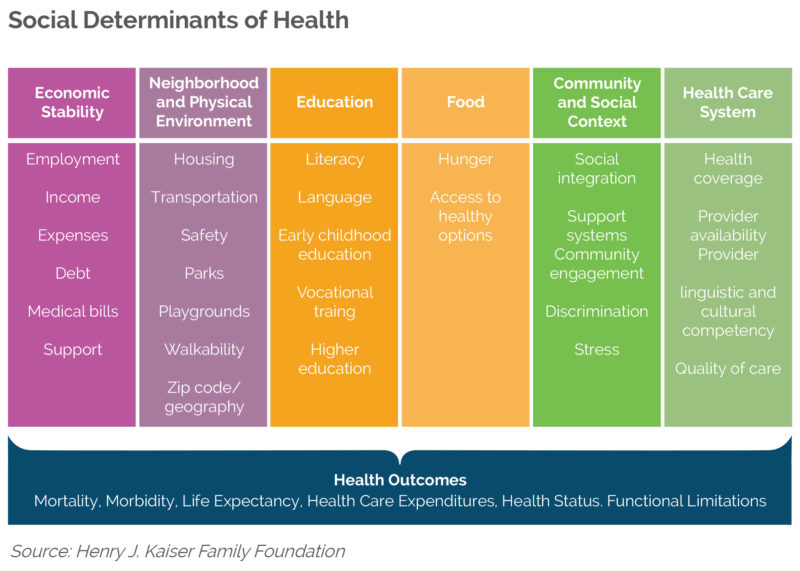 Social Determinants of Health
Economic
Stability
Neighborhood
and Physical
Environment
Education
Food
Community
and Social
Context
Health Care
System
Employment
Income
Expenses
Debt
Medical bills
Support
Housing
Transportation
Safety
Parks
Playgrounds
Walkability
Zip code/
geography
Literacy
Language
Early childhood
education
Vocational
traing
Higher
education
Hunger
Access to
healthy
options
Social
integration
Support
systems
Community
engagement
Discrimination
Stress
Health
coverage
Provider
availability
Provider
linguistic and
cultural
competency
Quality of care
Health Outcomes
Mortality, Morbidity, Life Expectancy, Health Care Expenditures, Health Status. Functional Limitations
Source: Henry J. Kaiser Family Foundation